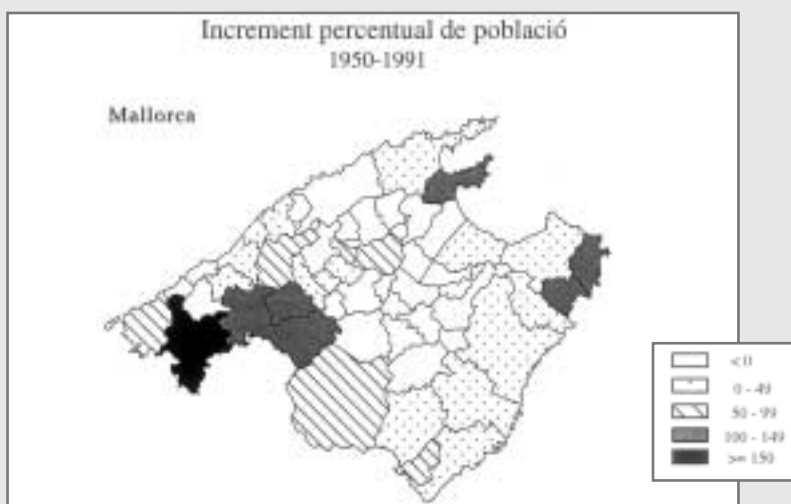 Increment percentual de població
1950-1991
Mallorca
< 0
0 - 49
50 - 99
100 - 149
>= 150